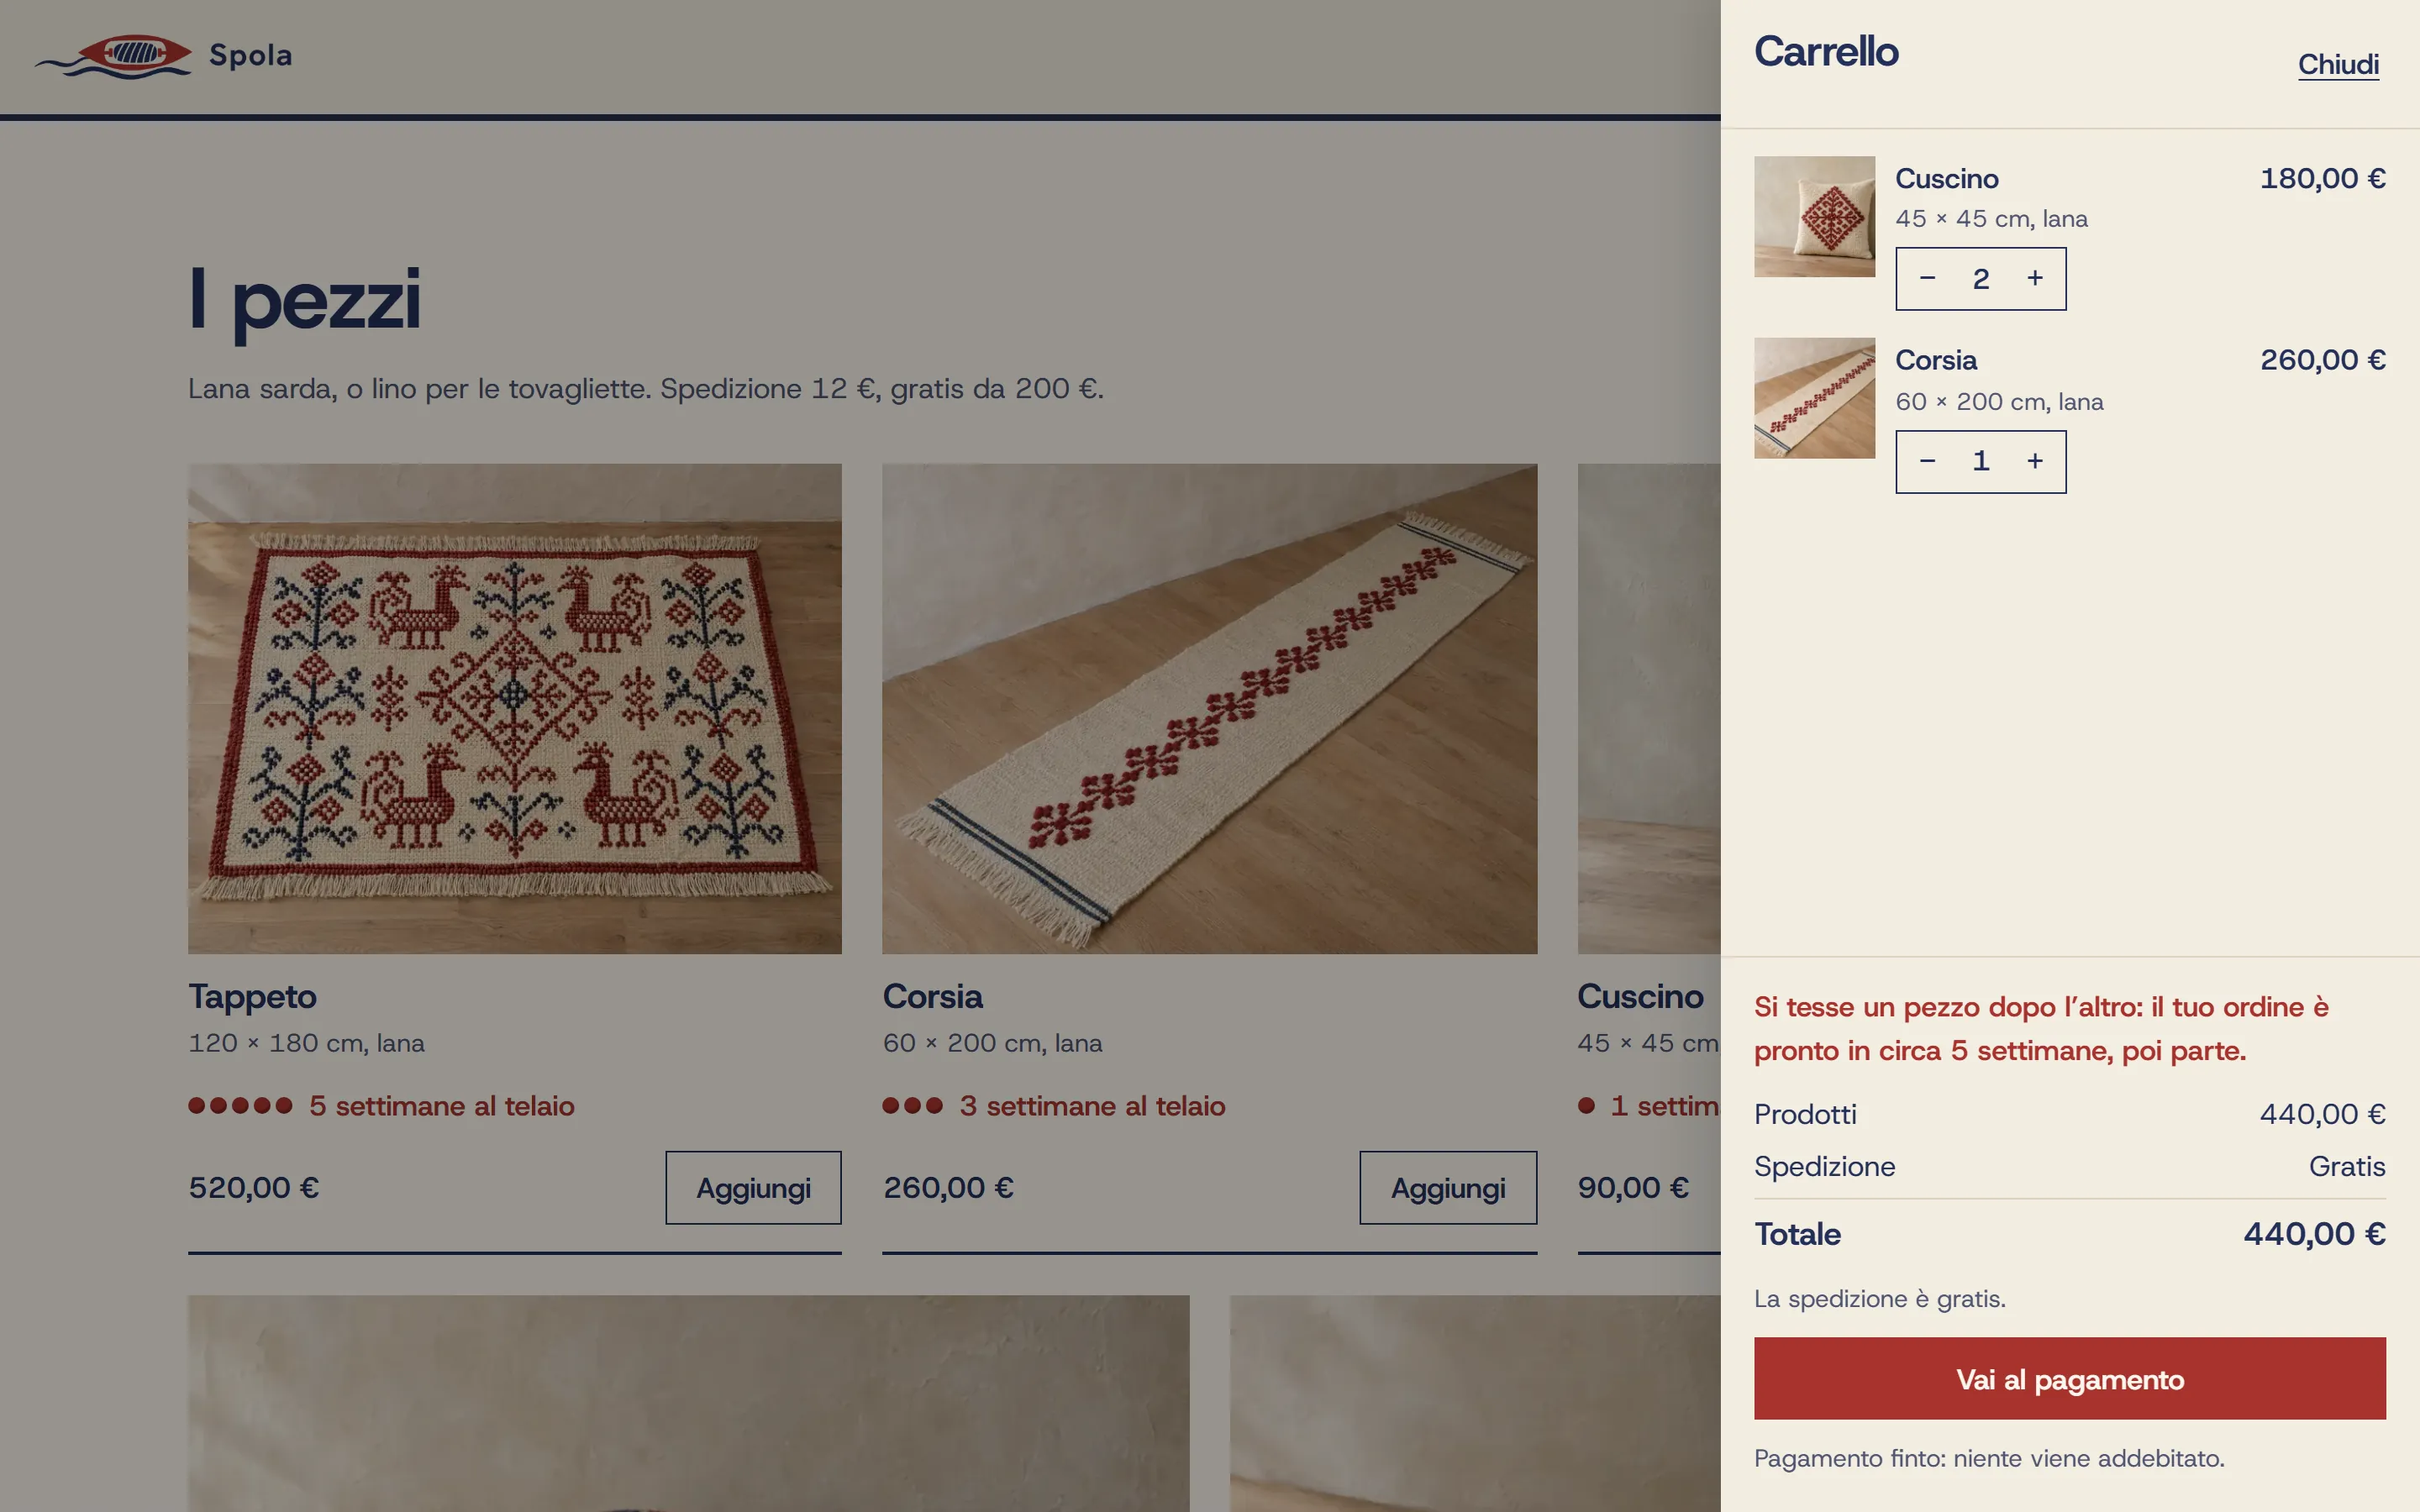 Spola
I pezzi
Lana sarda, o lino per le tovagliette. Spedizione 12 €, gratis da 200 €.
Tappeto
120 × 180 cm, lana
5 settimane al telaio
520,00 €
Aggiungi
Corsia
60 × 200 cm, lana
3 settimane al telaio
260,00 €
Aggiungi
Cuscino
45 × 45 cm
1 settim
90,00 €
Carrello
Chiudi
Cuscino
180,00 €
45 × 45 cm, lana
− 2 +
Corsia
260,00 €
60 × 200 cm, lana
− 1 +
Si tesse un pezzo dopo l’altro: il tuo ordine è
pronto in circa 5 settimane, poi parte.
Prodotti
440,00 €
Spedizione
Gratis
Totale
440,00 €
La spedizione è gratis.
Vai al pagamento
Pagamento finto: niente viene addebitato.